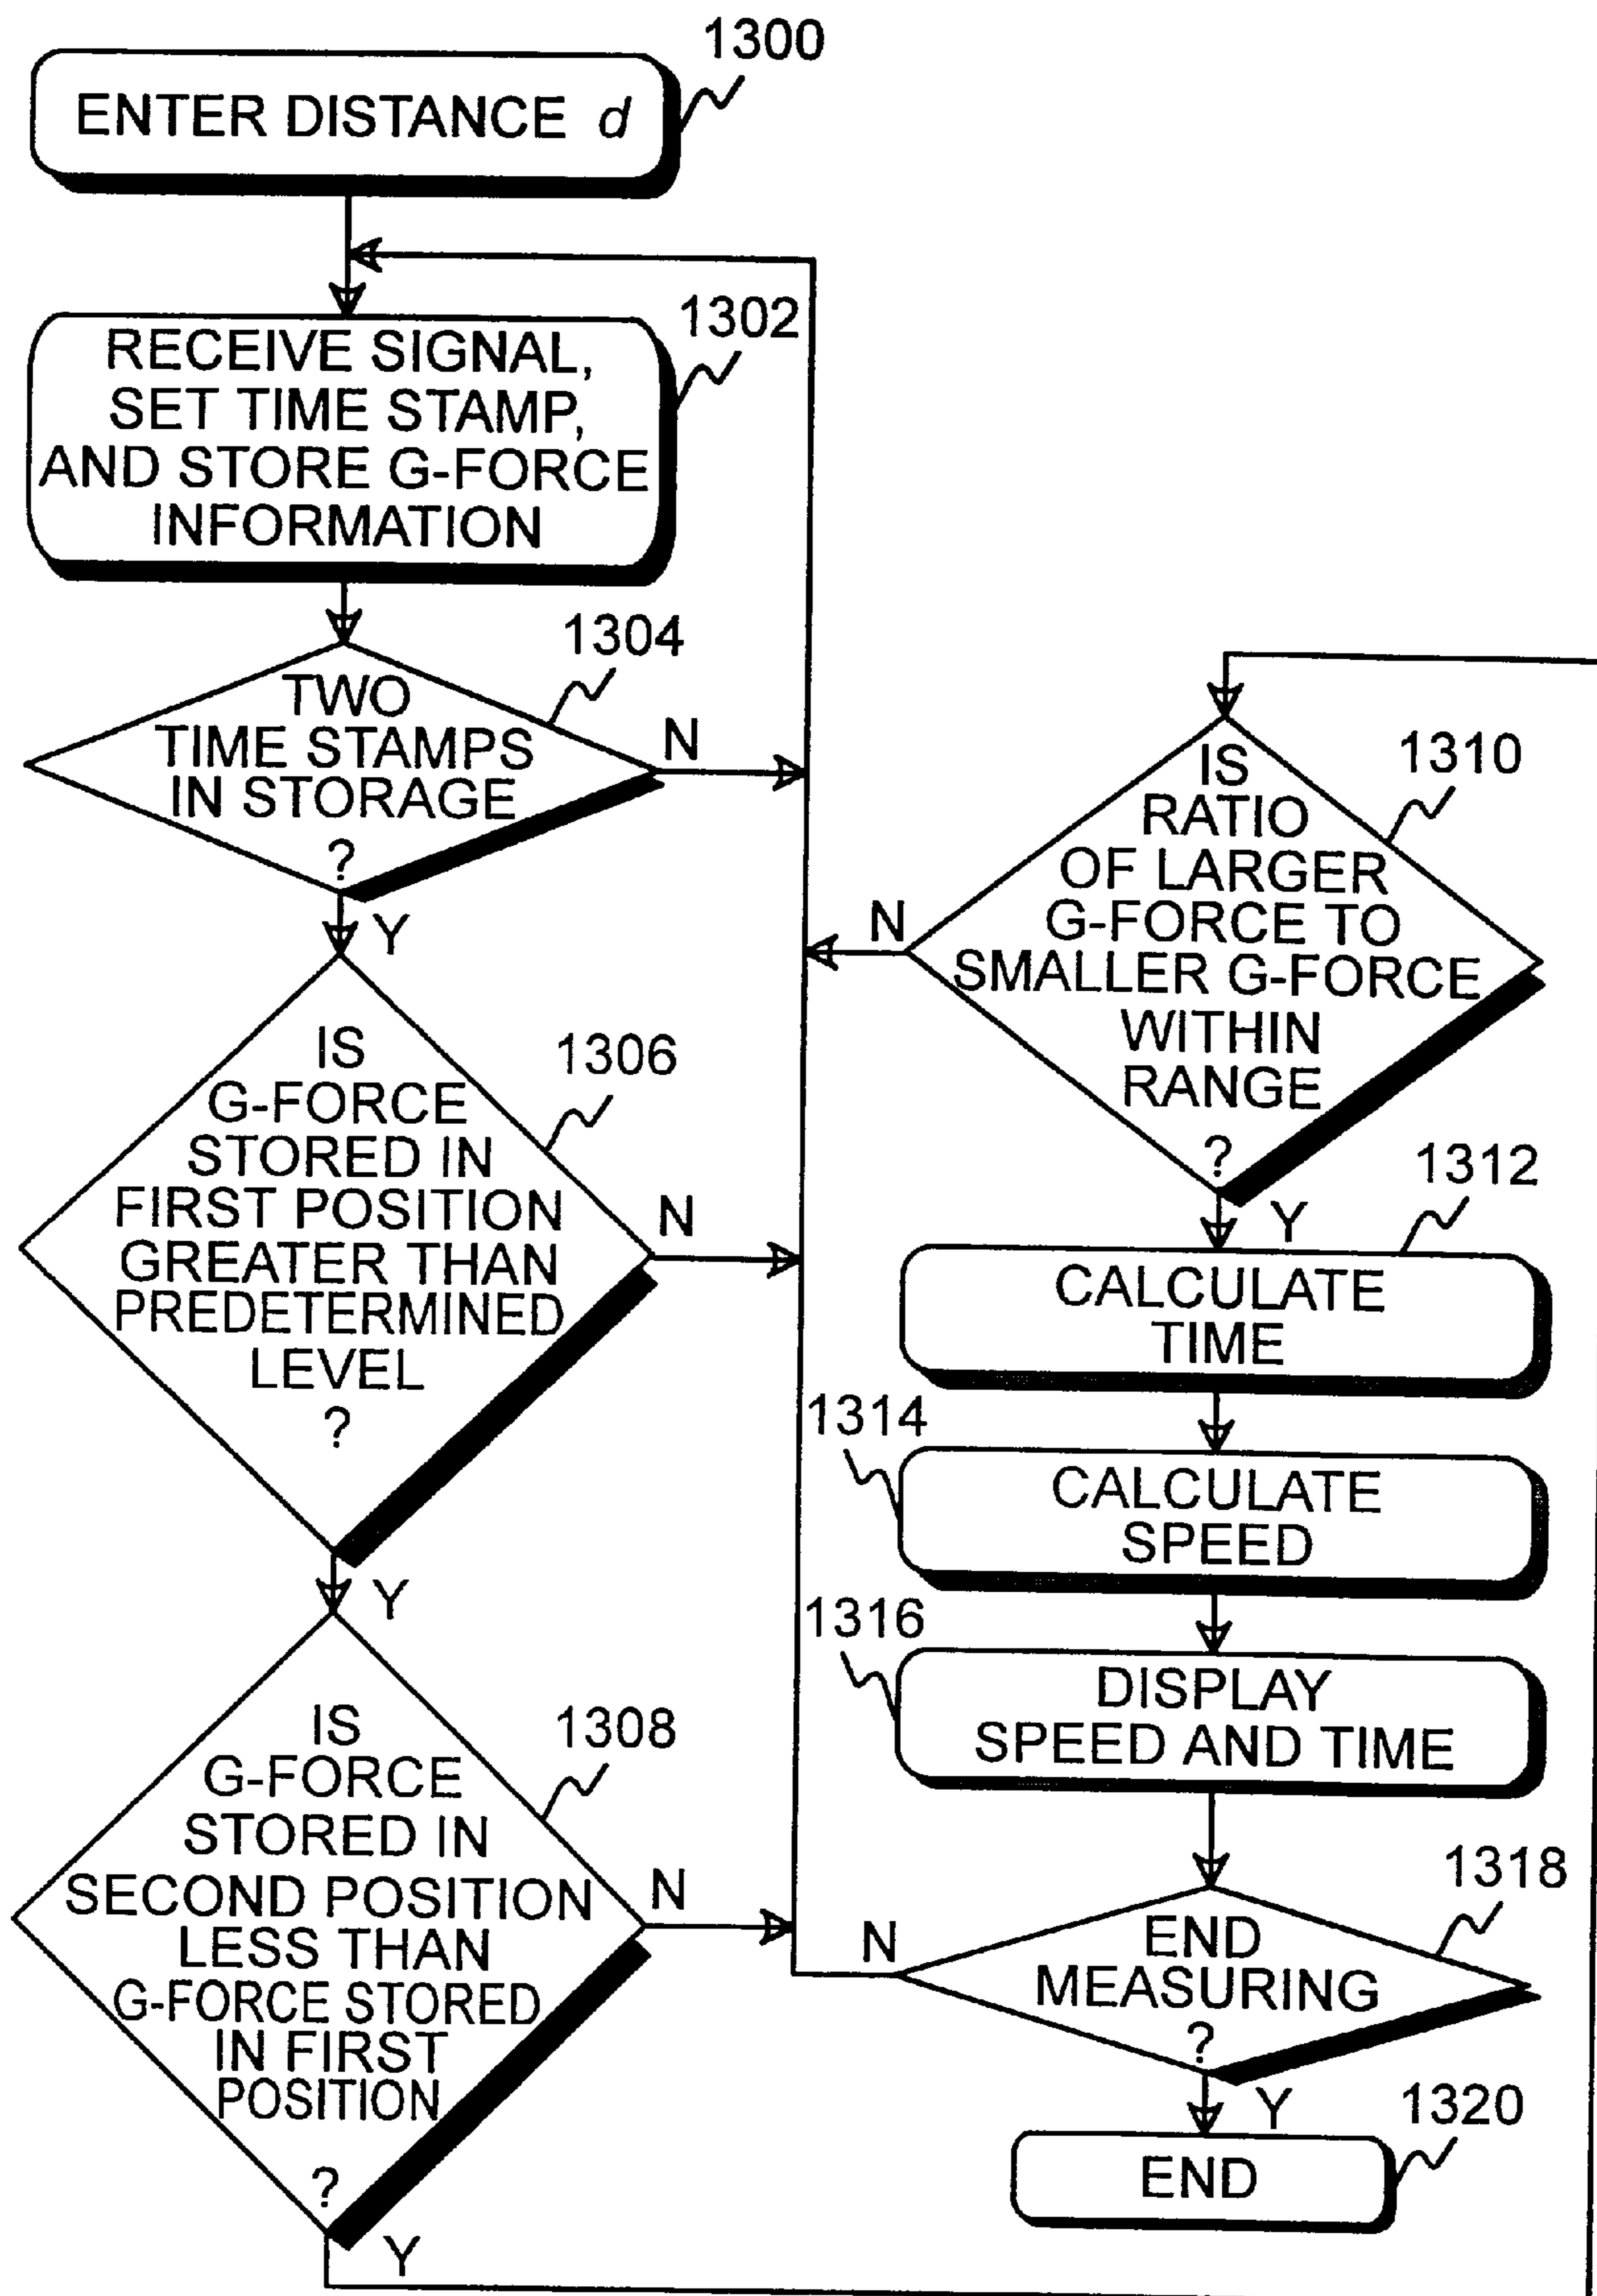 1300
ENTER DISTANCE d
1302
RECEIVE SIGNAL,
SET TIME STAMP,
AND STORE G-FORCE
INFORMATION
1304
TWO
TIME STAMPS
IN STORAGE
?
N
Y
1306
IS
G-FORCE
STORED IN
FIRST POSITION
GREATER THAN
PREDETERMINED
LEVEL
?
N
Y
1308
IS
G-FORCE
STORED IN
SECOND POSITION
LESS THAN
G-FORCE STORED
IN FIRST
POSITION
?
N
Y
1310
IS
RATIO
OF LARGER
G-FORCE TO
SMALLER G-FORCE
WITHIN
RANGE
?
N
Y
1312
CALCULATE
TIME
1314
CALCULATE
SPEED
1316
DISPLAY
SPEED AND TIME
1318
END
MEASURING
?
N
Y
1320
END